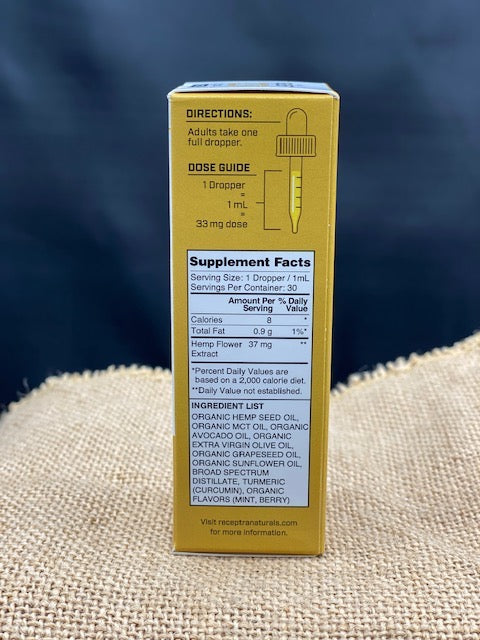 DIRECTIONS:
Adults take one
full dropper.
DOSE GUIDE
1 Dropper
=
1 mL
=
33 mg dose
Supplement Facts
Serving Size: 1 Dropper / 1mL
Servings Per Container: 30
Amount Per % Daily
Serving Value
Calories 8 *
Total Fat 0.9 g 1%*
Hemp Flower 37 mg **
Extract
*Percent Daily Values are
based on a 2,000 calorie diet.
**Daily Value not established.
INGREDIENT LIST
ORGANIC HEMP SEED OIL,
ORGANIC MCT OIL, ORGANIC
AVOCADO OIL, ORGANIC
EXTRA VIRGIN OLIVE OIL,
ORGANIC GRAPESEED OIL,
ORGANIC SUNFLOWER OIL,
BROAD SPECTRUM
DISTILLATE, TURMERIC
(CURCUMIN), ORGANIC
FLAVORS (MINT, BERRY)
Visit receptranaturals.com
for more information.